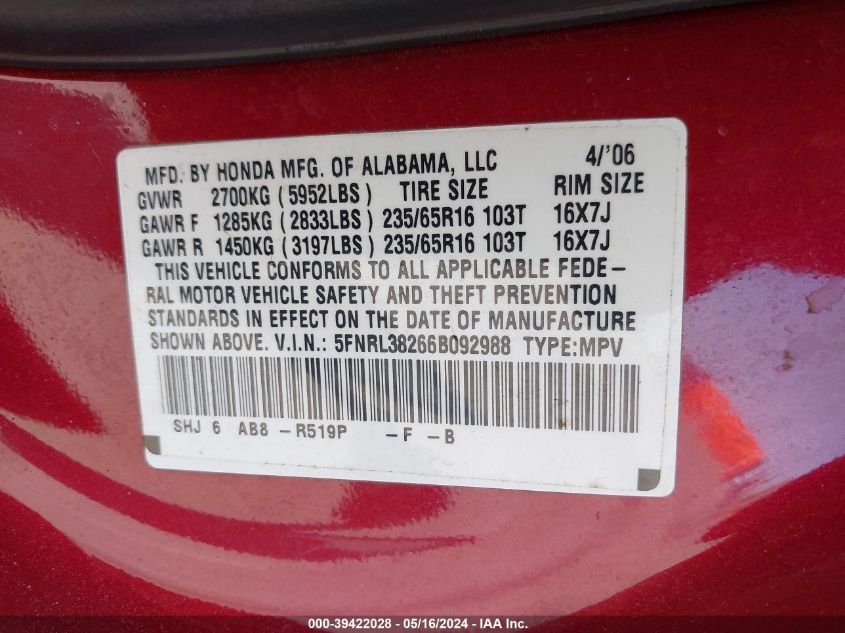 MFD. BY HONDA MFG. OF ALABAMA, LLC 4/'06
GVWR 2700KG (5952LBS) TIRE SIZE RIM SIZE
GAWR F 1285KG (2833LBS) 235/65R16 103T 16X7J
GAWR R 1450KG (3197LBS) 235/65R16 103T 16X7J
THIS VEHICLE CONFORMS TO ALL APPLICABLE FEDE-
RAL MOTOR VEHICLE SAFETY AND THEFT PREVENTION
STANDARDS IN EFFECT ON THE DATE OF MANUFACTURE
SHOWN ABOVE. V.I.N.: 5FNRL38266B092988 TYPE:MPV
SHJ 6 AB8 -R519P -F -B
000-39422028 - 05/16/2024 - IAA Inc.